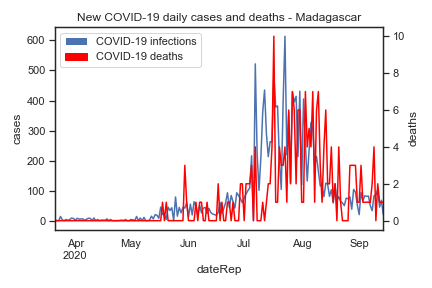 New COVID-19 daily cases and deaths - Madagascar
COVID-19 infections
COVID-19 deaths
cases
600
500
400
300
200
100
0
deaths
10
8
6
4
2
0
Apr
2020
May
Jun
Jul
Aug
Sep
dateRep